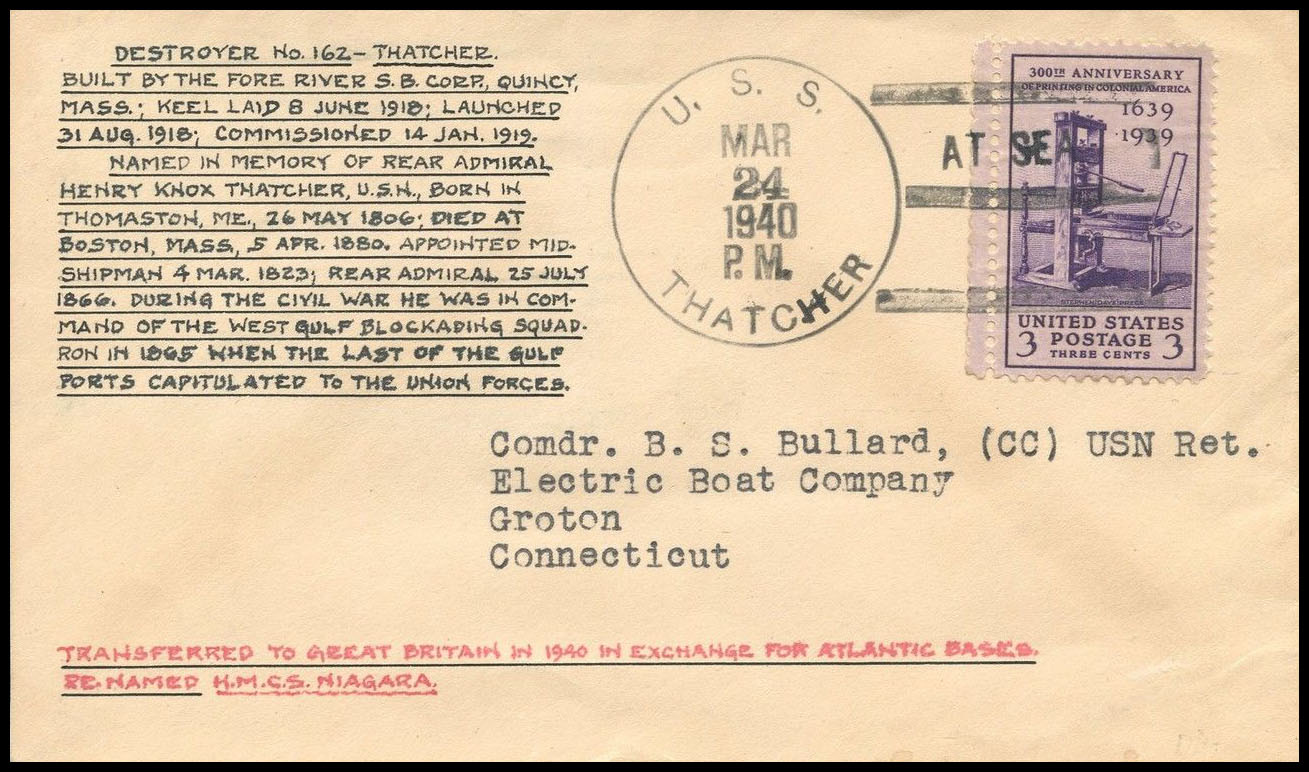 DESTROYER No. 162 - THATCHER.
BUILT BY THE FORE RIVER S.B. CORP., QUINCY,
MASS.; KEEL LAID 8 JUNE 1918; LAUNCHED
31 AUG. 1918; COMMISSIONED 14 JAN. 1919.
NAMED IN MEMORY OF REAR ADMIRAL
HENRY KNOX THATCHER, U.S.N., BORN IN
THOMASTON, ME., 26 MAY 1806; DIED AT
BOSTON, MASS., 5 APR. 1880. APPOINTED MID-
SHIPMAN 4 MAR. 1823; REAR ADMIRAL 25 JULY
1866. DURING THE CIVIL WAR HE WAS IN COM-
MAND OF THE WEST GULF BLOCKADING SQUAD-
RON IN 1865 WHEN THE LAST OF THE GULF
PORTS CAPITULATED TO THE UNION FORCES.
U. S. S.
MAR
24
1940
P.M.
THATCHER
AT SEA
300TH ANNIVERSARY
OF PRINTING IN COLONIAL AMERICA
1639
1939
STEPHEN DAYE PRESS
UNITED STATES
POSTAGE
3 THREE CENTS 3
Comdr. B. S. Bullard, (CC) USN Ret.
Electric Boat Company
Groton
Connecticut
TRANSFERRED TO GREAT BRITAIN IN 1940 IN EXCHANGE FOR ATLANTIC BASES.
RE-NAMED H.M.C.S. NIAGARA.